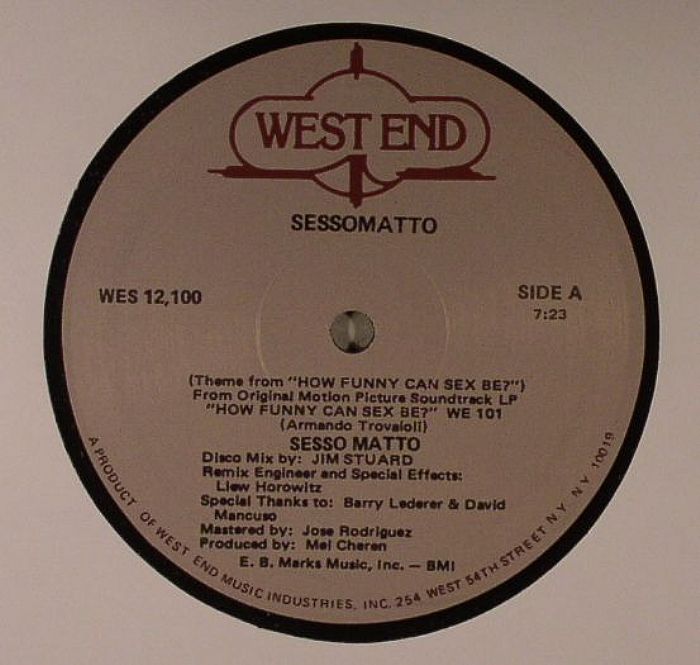 WEST END
SESSOMATTO
WES 12,100
SIDE A
7:23
(Theme from "HOW FUNNY CAN SEX BE?")
From Original Motion Picture Soundtrack LP
"HOW FUNNY CAN SEX BE?" WE 101
(Armando Trovaioli)
SESSO MATTO
Disco Mix by: JIM STUARD
Remix Engineer and Special Effects:
Liew Horowitz
Special Thanks to: Barry Lederer & David
Mancuso
Mastered by: Jose Rodriguez
Produced by: Mel Cheren
E. B. Marks Music, Inc. — BMI
A PRODUCT OF WEST END MUSIC INDUSTRIES, INC. 254 WEST 54TH STREET N.Y. N.Y. 10019